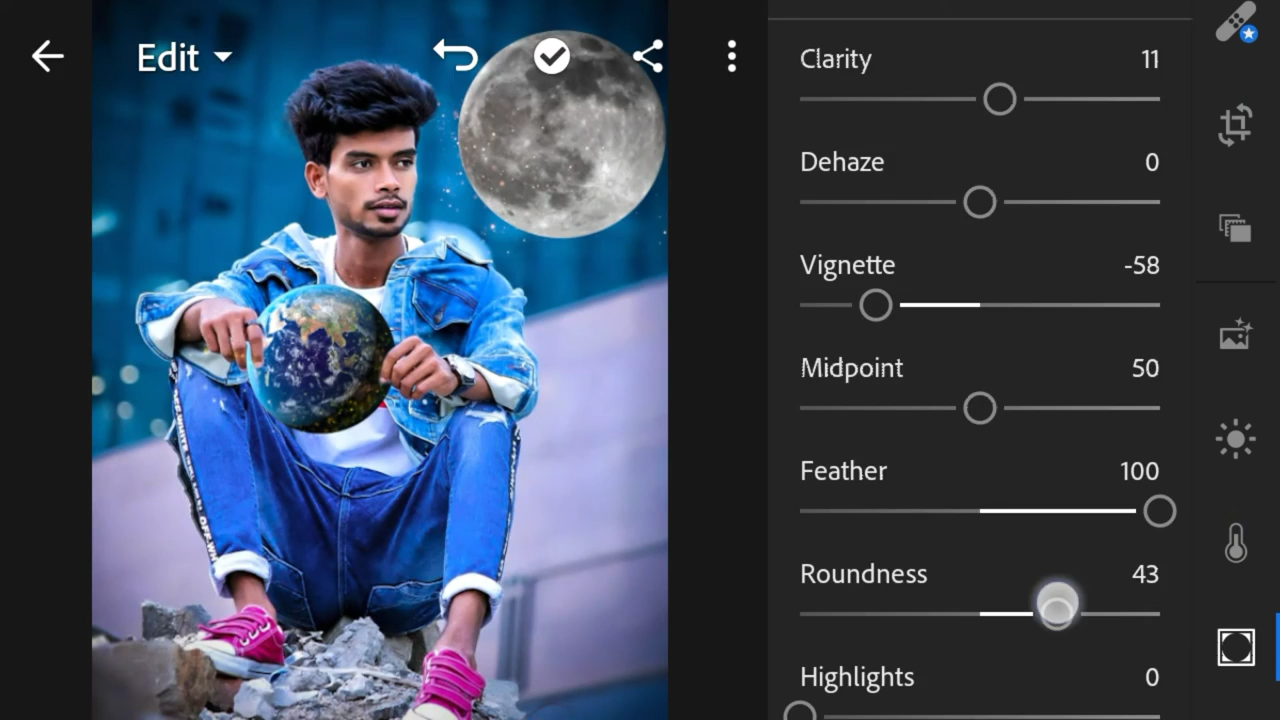 Edit
Clarity 11
Dehaze 0
Vignette -58
Midpoint 50
Feather 100
Roundness 43
Highlights 0